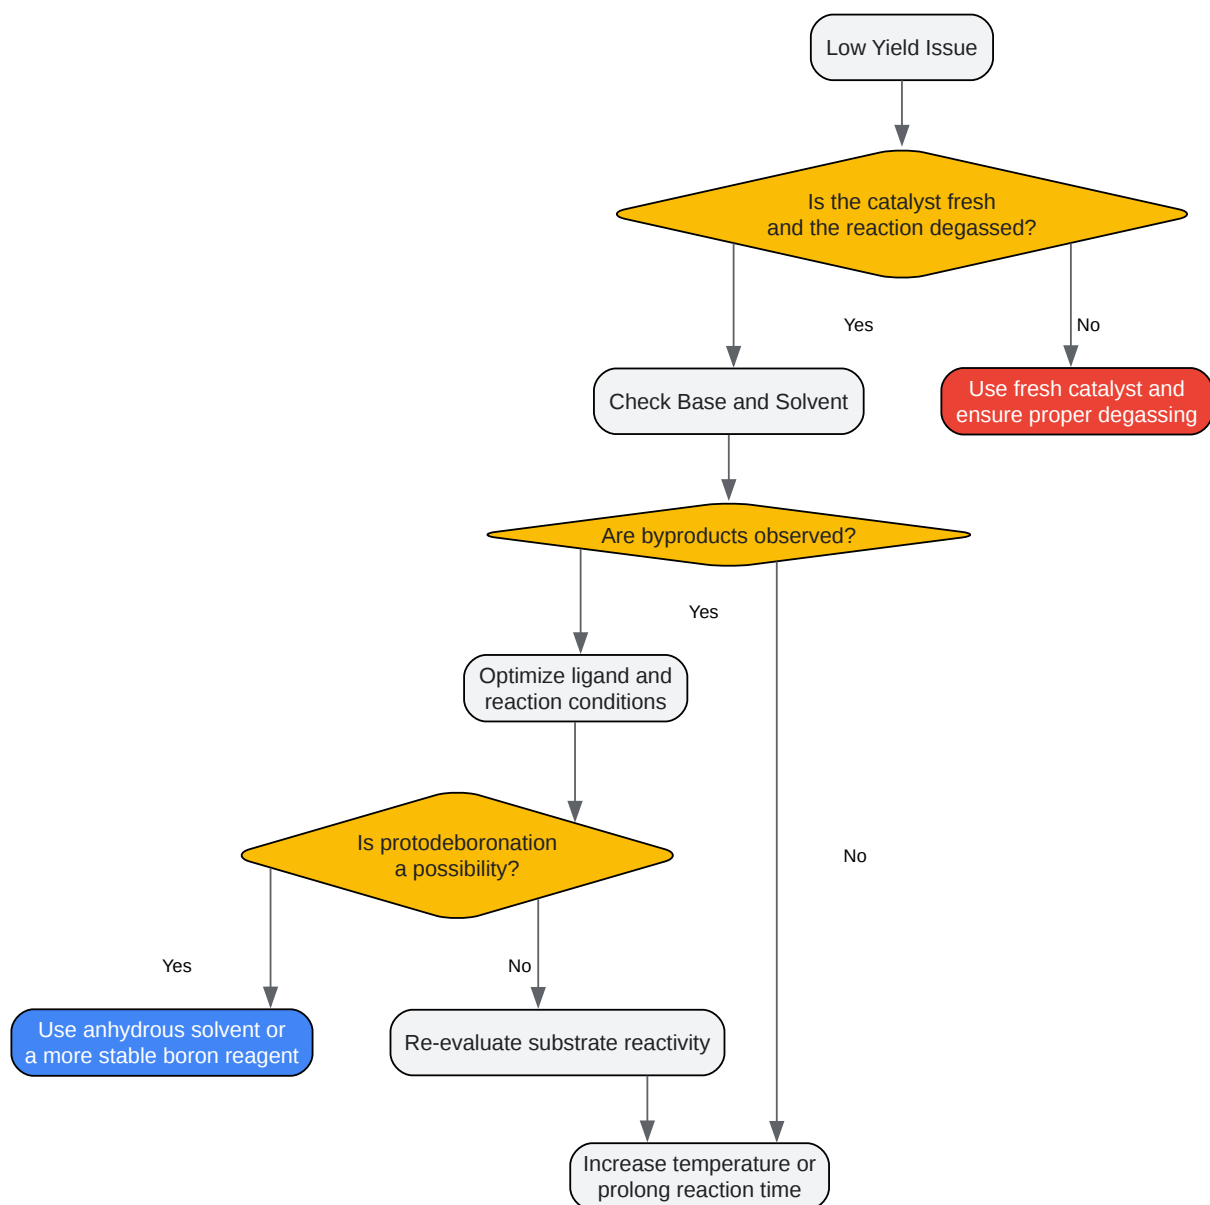 Low Yield Issue
Is the catalyst fresh
and the reaction degassed?
Yes
No
Check Base and Solvent
Use fresh catalyst and
ensure proper degassing
Are byproducts observed?
Yes
Optimize ligand and
reaction conditions
Is protodeboronation
a possibility?
No
Yes
No
Use anhydrous solvent or
a more stable boron reagent
Re-evaluate substrate reactivity
Increase temperature or
prolong reaction time